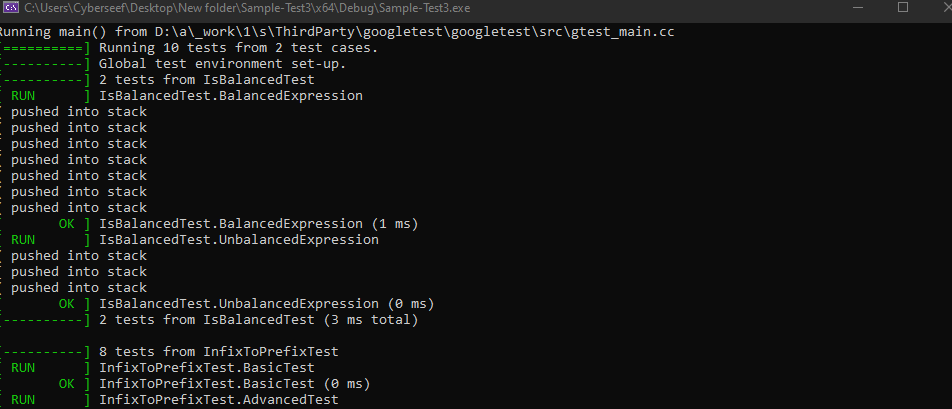 C:\Users\Cyberseef\Desktop\New folder\Sample-Test3\x64\Debug\Sample-Test3.exe
Running main() from D:\a\_work\1\s\ThirdParty\googletest\googletest\src\gtest_main.cc
[==========] Running 10 tests from 2 test cases.
[----------] Global test environment set-up.
[----------] 2 tests from IsBalancedTest
[ RUN      ] IsBalancedTest.BalancedExpression
pushed into stack
pushed into stack
pushed into stack
pushed into stack
pushed into stack
pushed into stack
pushed into stack
[       OK ] IsBalancedTest.BalancedExpression (1 ms)
[ RUN      ] IsBalancedTest.UnbalancedExpression
pushed into stack
pushed into stack
pushed into stack
[       OK ] IsBalancedTest.UnbalancedExpression (0 ms)
[----------] 2 tests from IsBalancedTest (3 ms total)
[----------] 8 tests from InfixToPrefixTest
[ RUN      ] InfixToPrefixTest.BasicTest
[       OK ] InfixToPrefixTest.BasicTest (0 ms)
[ RUN      ] InfixToPrefixTest.AdvancedTest